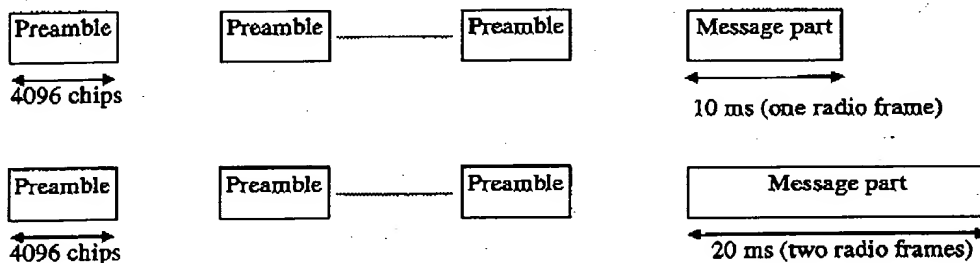 Preamble Preamble Preamble Message part
4096 chips
10 ms (one radio frame)
Preamble Preamble Preamble Message part
4096 chips
20 ms (two radio frames)